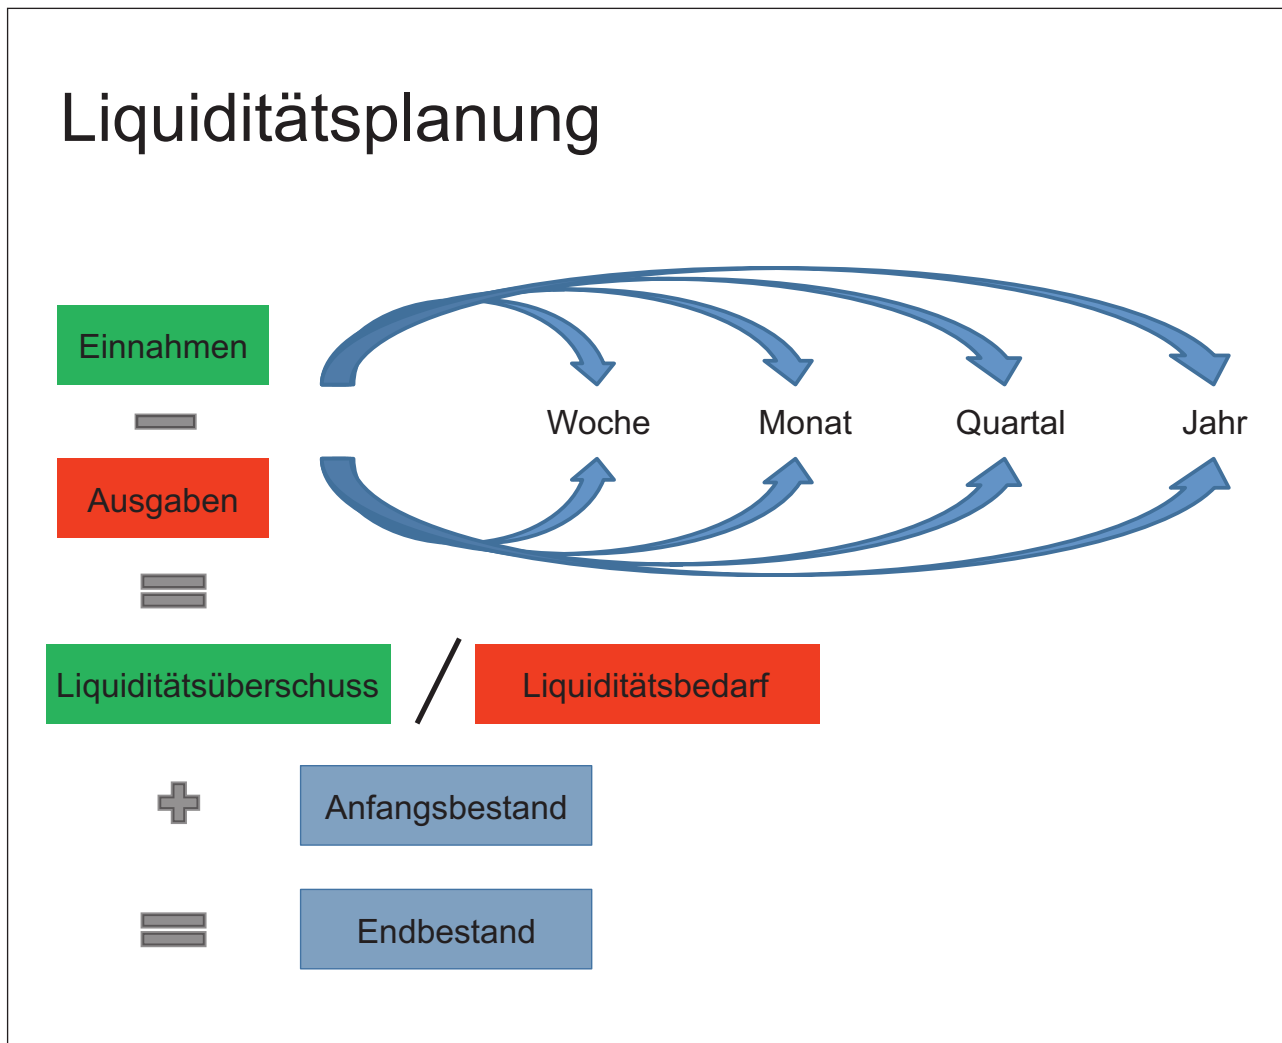 Liquiditätsplanung
Einnahmen
Woche Monat Quartal Jahr
Ausgaben
Liquiditätsüberschuss / Liquiditätsbedarf
Anfangsbestand
Endbestand